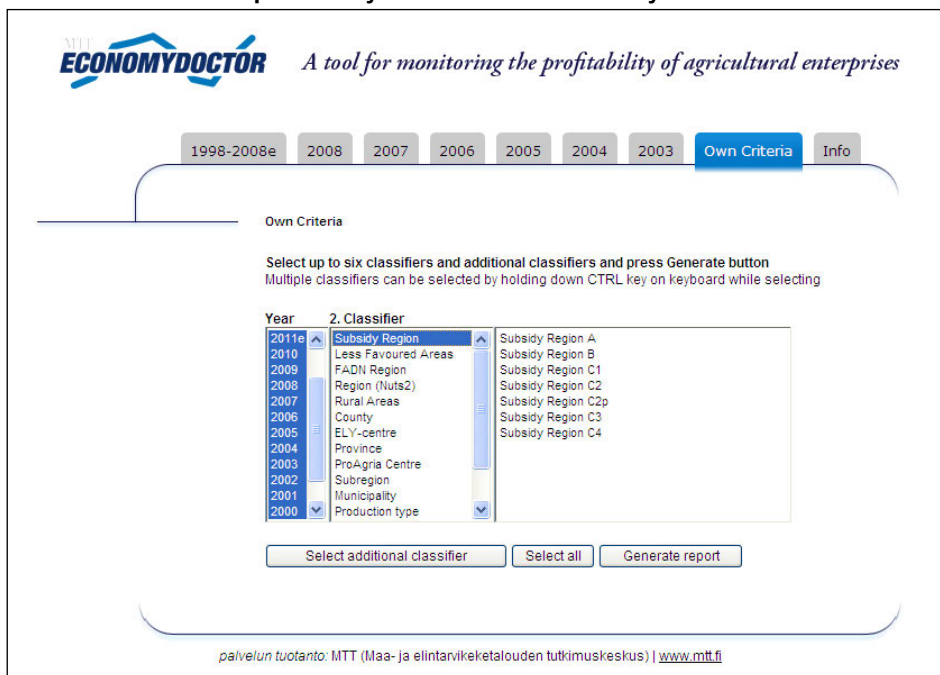 MTT
ECONOMYDOCTOR
A tool for monitoring the profitability of agricultural enterprises
1998-2008e 2008 2007 2006 2005 2004 2003 Own Criteria Info
Own Criteria
Select up to six classifiers and additional classifiers and press Generate button
Multiple classifiers can be selected by holding down CTRL key on keyboard while selecting
Year 2. Classifier
2011e Subsidy Region Subsidy Region A
2010 Less Favoured Areas Subsidy Region B
2009 FADN Region Subsidy Region C1
2008 Region (Nuts2) Subsidy Region C2
2007 Rural Areas Subsidy Region C2p
2006 County Subsidy Region C3
2005 ELY-centre Subsidy Region C4
2004 Province
2003 ProAgria Centre
2002 Subregion
2001 Municipality
2000 Production type
Select additional classifier Select all Generate report
palvelun tuotanto: MTT (Maa- ja elintarvikeketalouden tutkimuskeskus) | www.mtt.fi